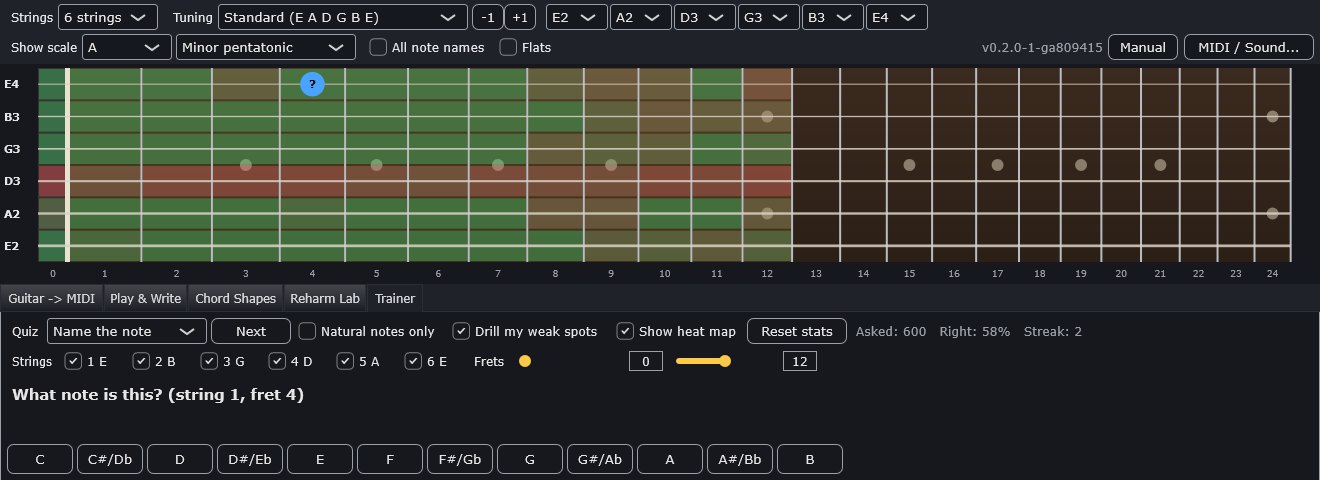 Strings 6 strings Tuning Standard (E A D G B E) -1 +1 E2 A2 D3 G3 B3 E4
Show scale A Minor pentatonic All note names Flats v0.2.0-1-ga809415 Manual MIDI / Sound...
E4 ?
B3
G3
D3
A2
E2
0 1 2 3 4 5 6 7 8 9 10 11 12 13 14 15 16 17 18 19 20 21 22 23 24
Guitar -> MIDI Play & Write Chord Shapes Reharm Lab Trainer
Quiz Name the note Next Natural notes only Drill my weak spots Show heat map Reset stats Asked: 600 Right: 58% Streak: 2
Strings 1 E 2 B 3 G 4 D 5 A 6 E Frets 0 12
What note is this? (string 1, fret 4)
C C#/Db D D#/Eb E F F#/Gb G G#/Ab A A#/Bb B